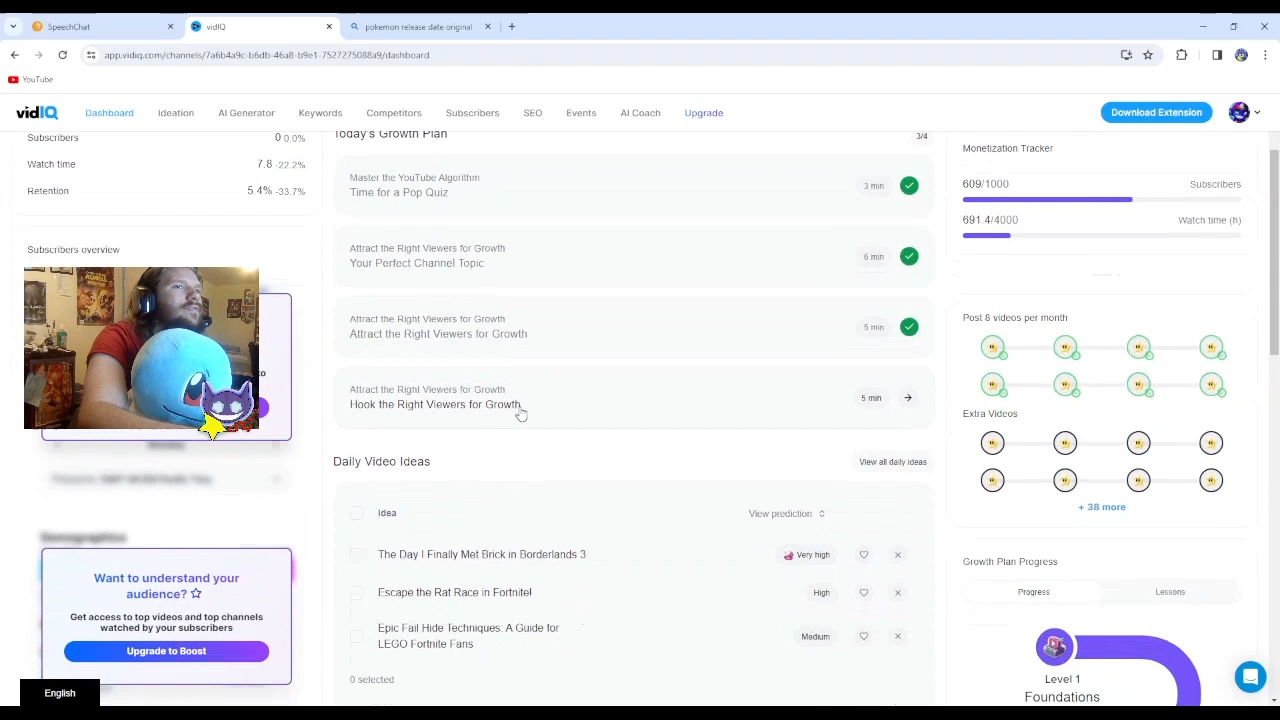 SpeechChat
vidIQ
pokemon release date original
app.vidiq.com/channels/7a6b4a9c-b6db-46a8-b9e1-7527275088a9/dashboard
YouTube
vidIQ
Dashboard
Ideation
AI Generator
Keywords
Competitors
Subscribers
SEO
Events
AI Coach
Upgrade
Download Extension
Subscribers
0 0.0%
Watch time
7.8 -22.2%
Retention
5.4% -33.7%
Subscribers overview
Today's Growth Plan
3/4
Master the YouTube Algorithm
Time for a Pop Quiz
3 min
Attract the Right Viewers for Growth
Your Perfect Channel Topic
6 min
Attract the Right Viewers for Growth
Attract the Right Viewers for Growth
5 min
Attract the Right Viewers for Growth
Hook the Right Viewers for Growth
5 min
Daily Video Ideas
View all daily ideas
Idea
View prediction
The Day I Finally Met Brick in Borderlands 3
Very high
Escape the Rat Race in Fortnite!
High
Epic Fail Hide Techniques: A Guide for
LEGO Fortnite Fans
Medium
0 selected
Monetization Tracker
609/1000
Subscribers
691.4/4000
Watch time (h)
Post 8 videos per month
Extra Videos
+ 38 more
Growth Plan Progress
Progress
Lessons
Level 1
Foundations
Demographics
Want to understand your
audience?
Get access to top videos and top channels
watched by your subscribers
Upgrade to Boost
English